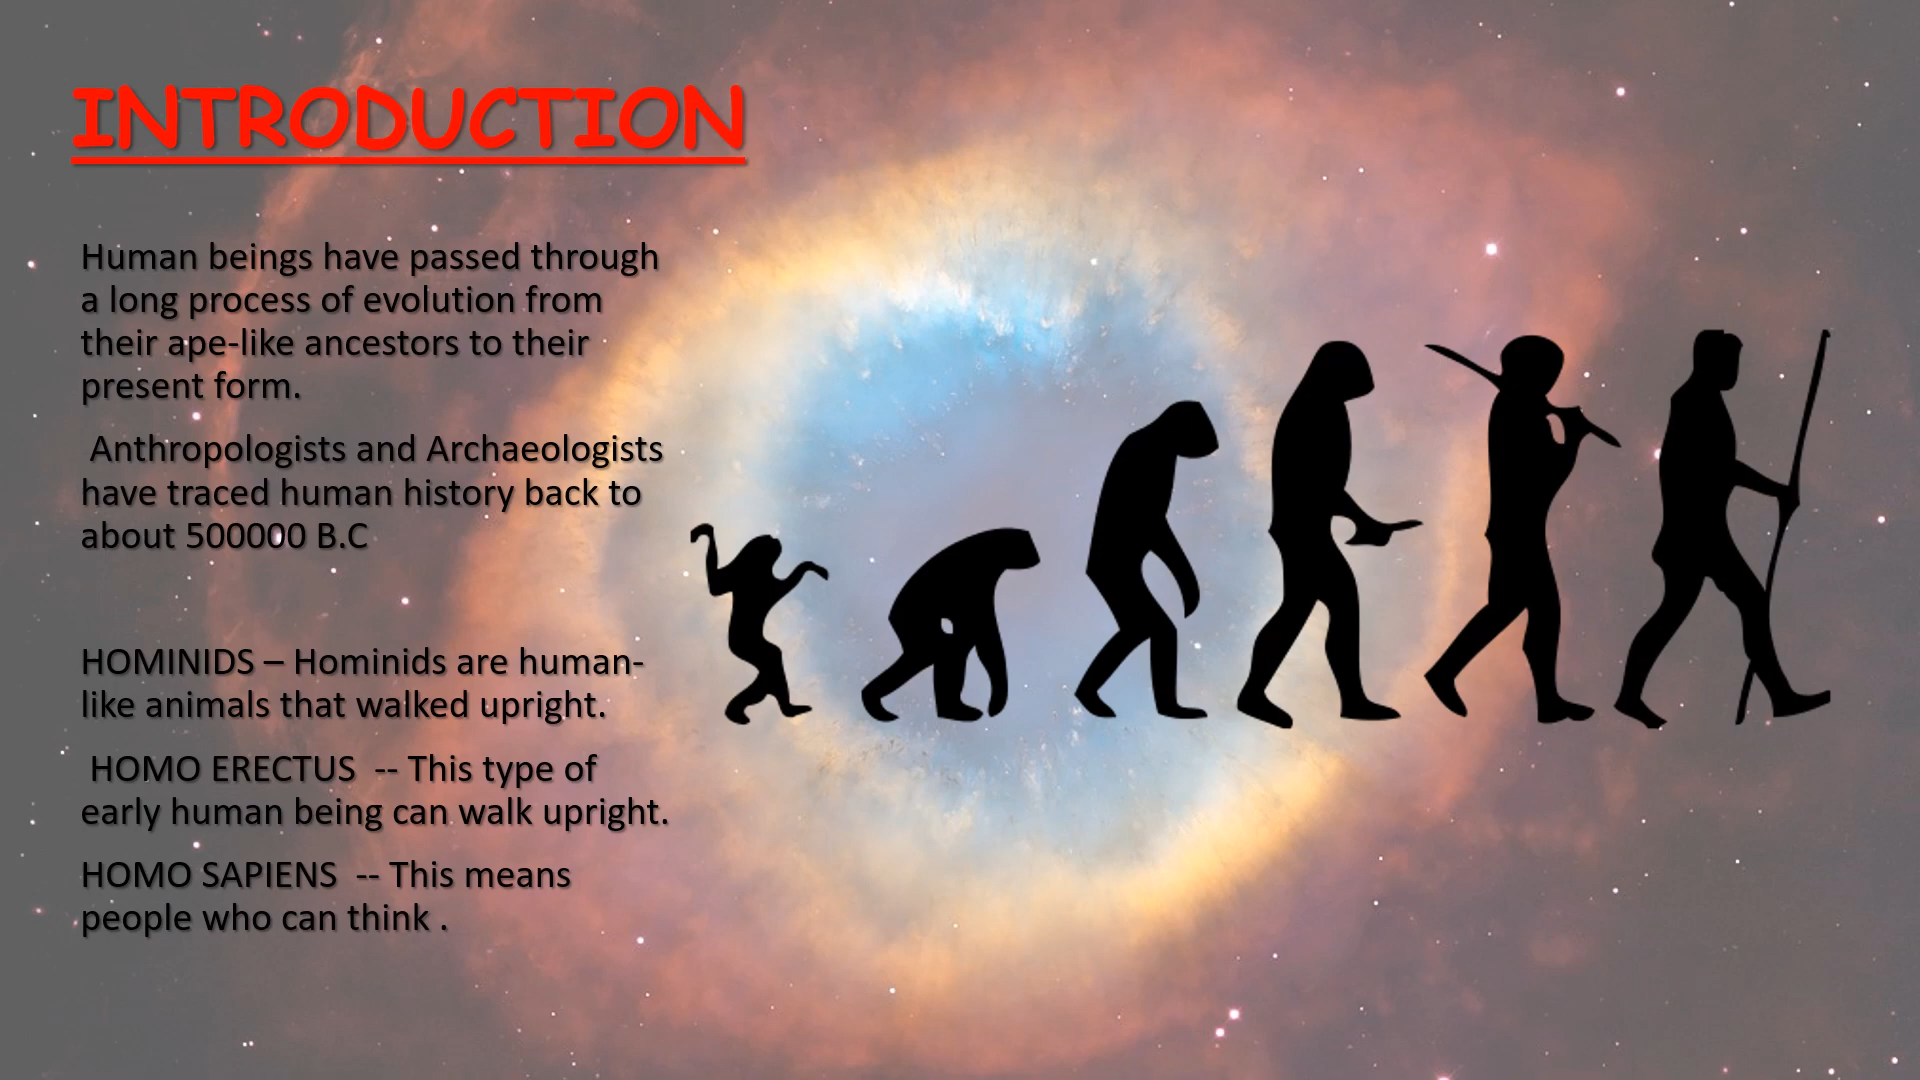 INTRODUCTION
Human beings have passed through
a long process of evolution from
their ape-like ancestors to their
present form.
Anthropologists and Archaeologists
have traced human history back to
about 500000 B.C
HOMINIDS – Hominids are human-
like animals that walked upright.
HOMO ERECTUS  -- This type of
early human being can walk upright.
HOMO SAPIENS  -- This means
people who can think .